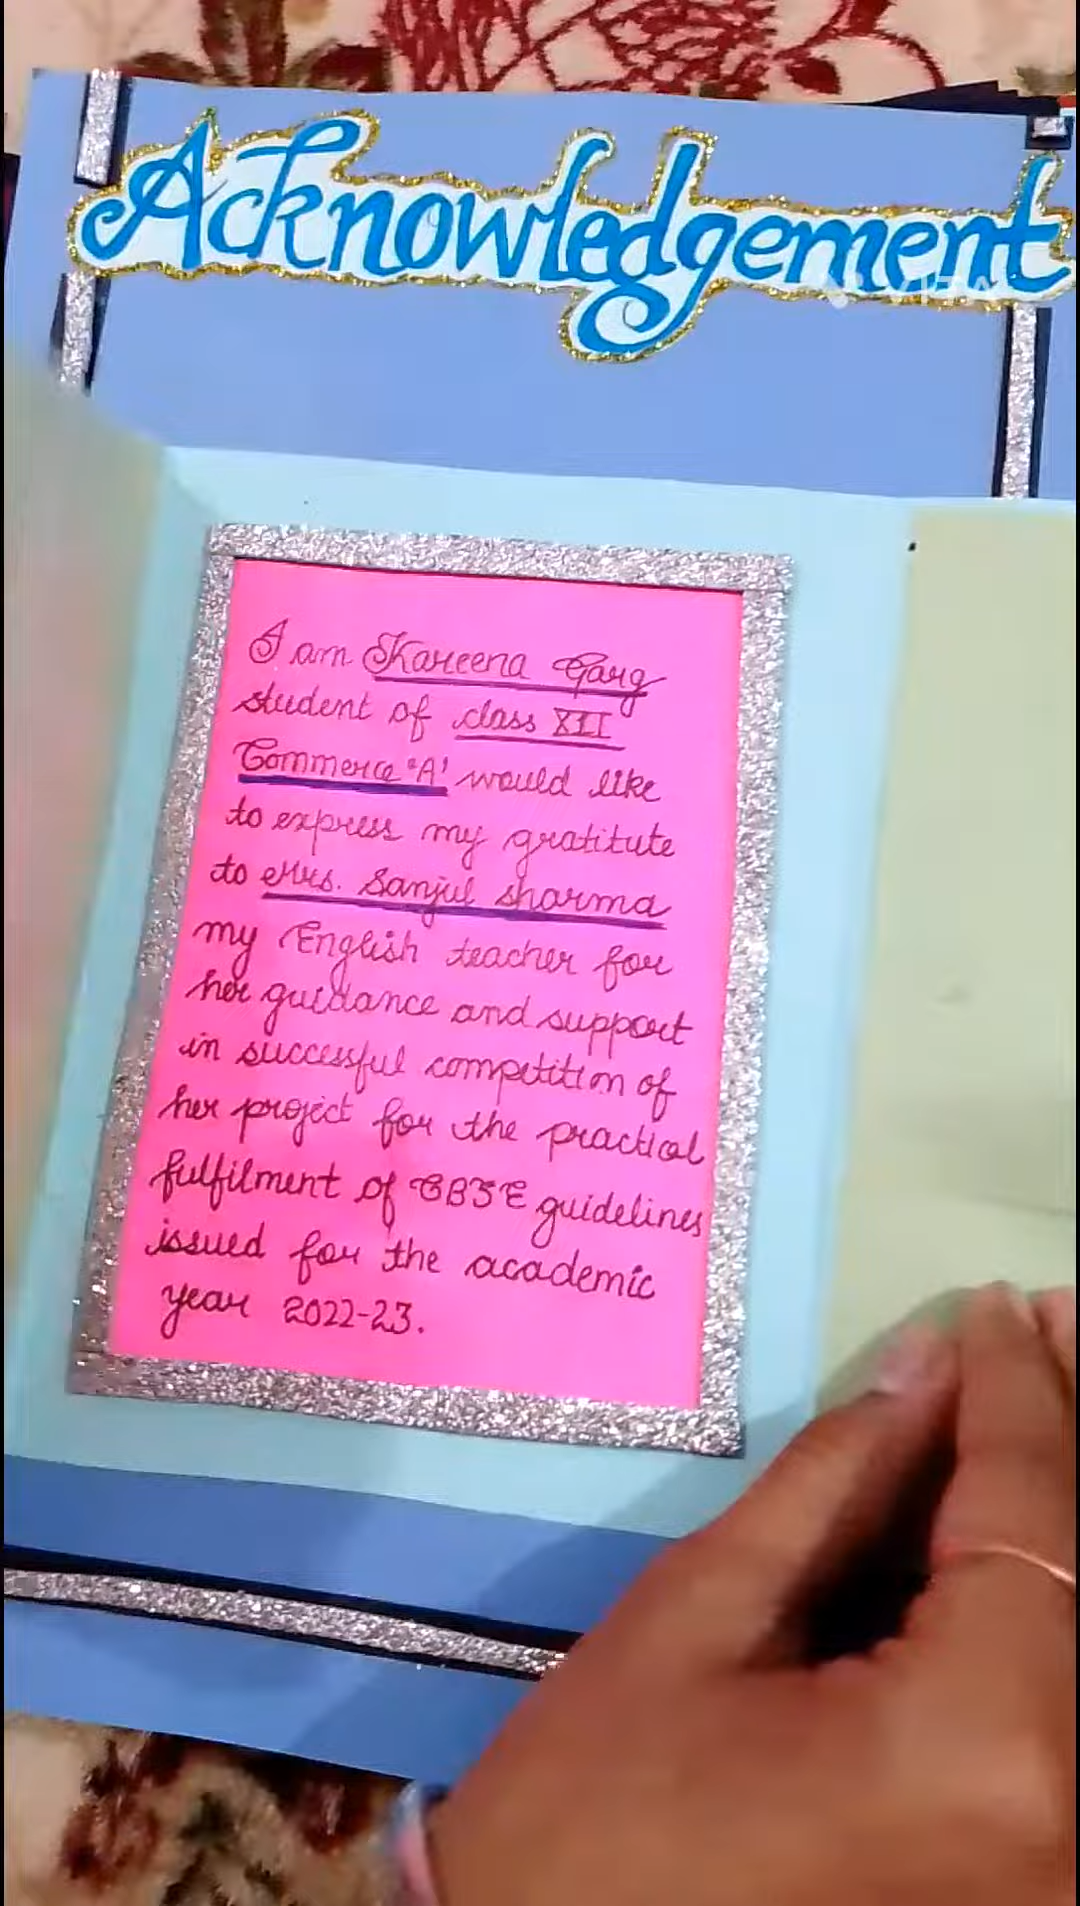 Acknowledgement
VITA
I am Kareena Garg
student of class XII
Commerce 'A' would like
to express my gratitute
to Mrs. Sanjul sharma
my English teacher for
her guidance and support
in successful competition of
her project for the practical
fulfilment of CBSE guidelines
issued for the academic
year 2022-23.